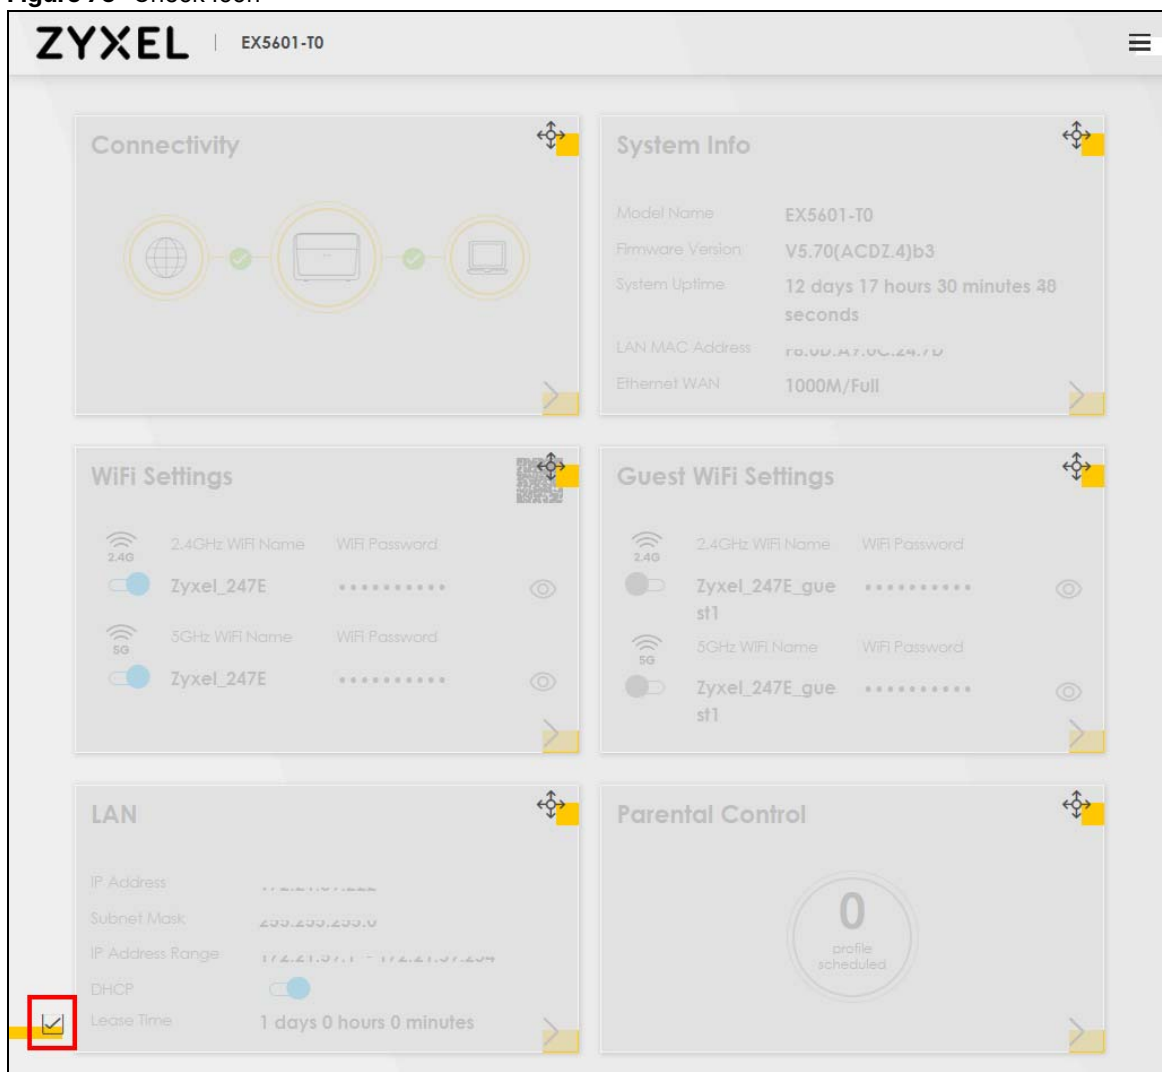 ZYXEL EX5601-T0
Connectivity
System Info
Model Name EX5601-T0
Firmware Version V5.70(ACDZ.4)b3
System Uptime 12 days 17 hours 30 minutes 48
seconds
LAN MAC Address
Ethernet WAN 1000M/Full
WiFi Settings
2.4G 2.4GHz WiFi Name WiFi Password
Zyxel_247E ••••••••••
5G 5GHz WiFi Name WiFi Password
Zyxel_247E ••••••••••
Guest WiFi Settings
2.4G 2.4GHz WiFi Name WiFi Password
Zyxel_247E_gue ••••••••••
st1
5G 5GHz WiFi Name WiFi Password
Zyxel_247E_gue ••••••••••
st1
LAN
IP Address
Subnet Mask 255.255.255.0
IP Address Range
DHCP
Lease Time 1 days 0 hours 0 minutes
Parental Control
0
profile
scheduled